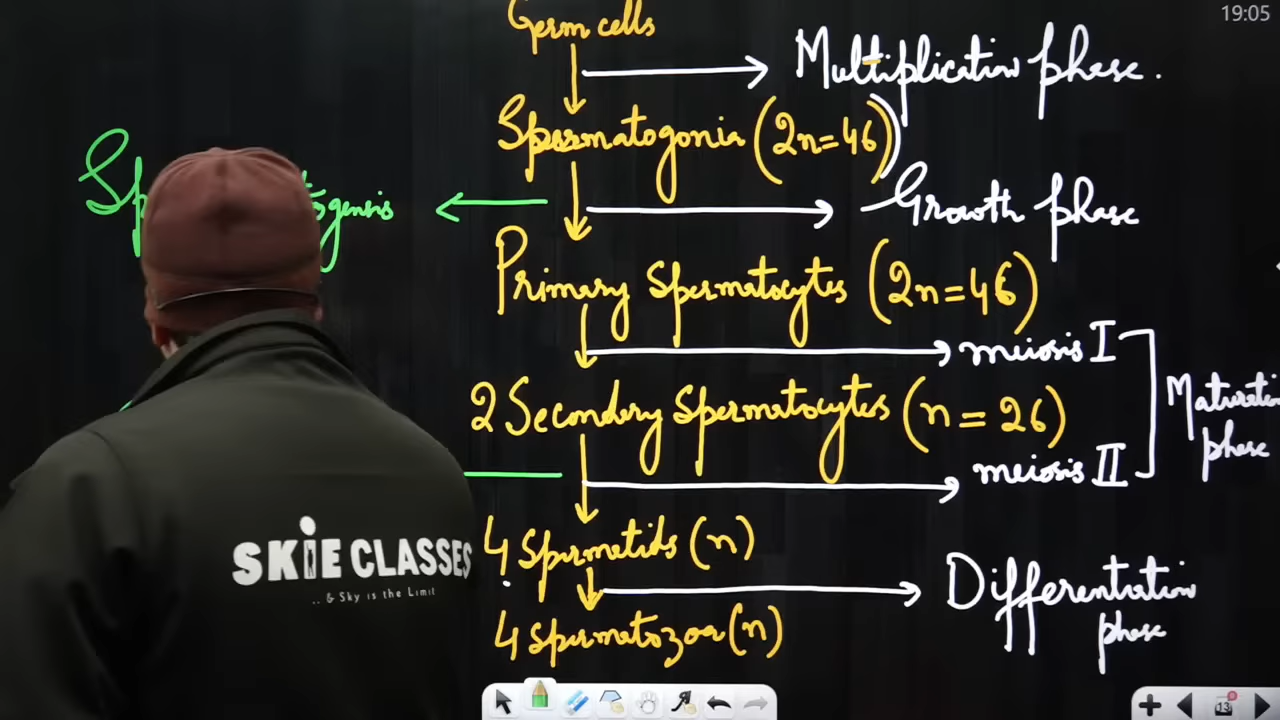 19:05
Germ cells
Multiplication phase.
Spermatogonia (2n=46)
Growth phase
Primary Spermatocytes (2n=46)
meiosis I
2 Secondary Spermatocytes (n = 26)
Maturation phase
meiosis II
4 Spermatids (n)
Differentiation phase
4 Spermatozoa (n)
SKIE CLASSES
.. & Sky is the Limit
13